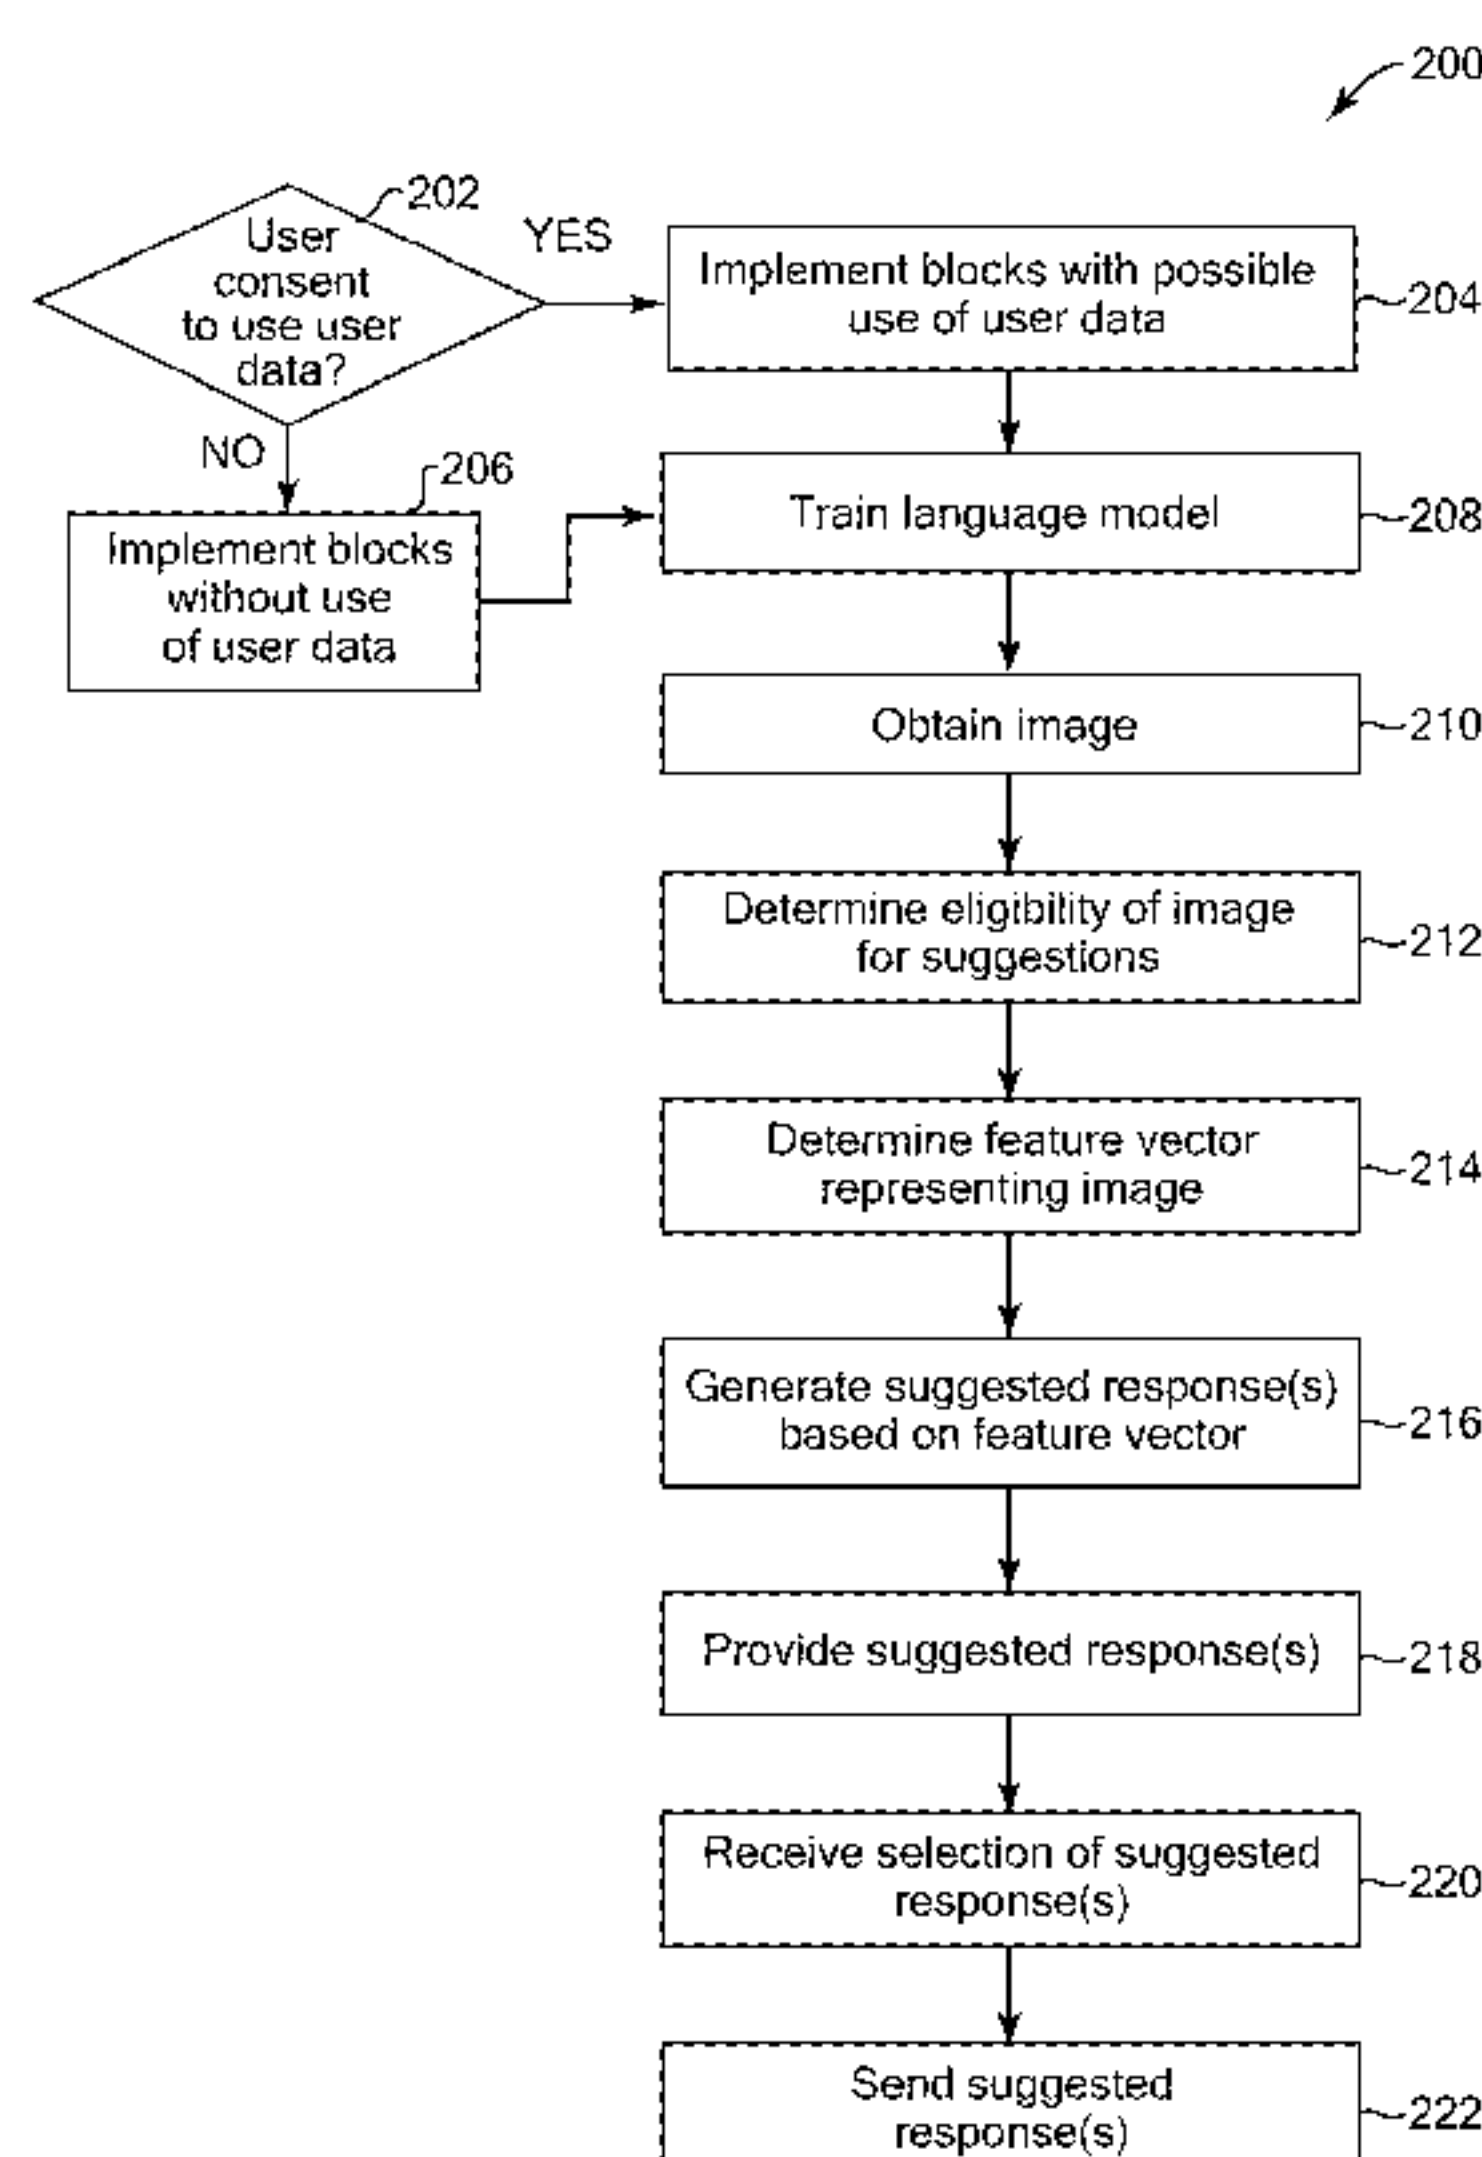 200
202
User
consent
to use user
data?
YES
Implement blocks with possible
use of user data
204
NO
206
Implement blocks
without use
of user data
Train language model
208
Obtain image
210
Determine eligibility of image
for suggestions
212
Determine feature vector
representing image
214
Generate suggested response(s)
based on feature vector
216
Provide suggested response(s)
218
Receive selection of suggested
response(s)
220
Send suggested
response(s)
222